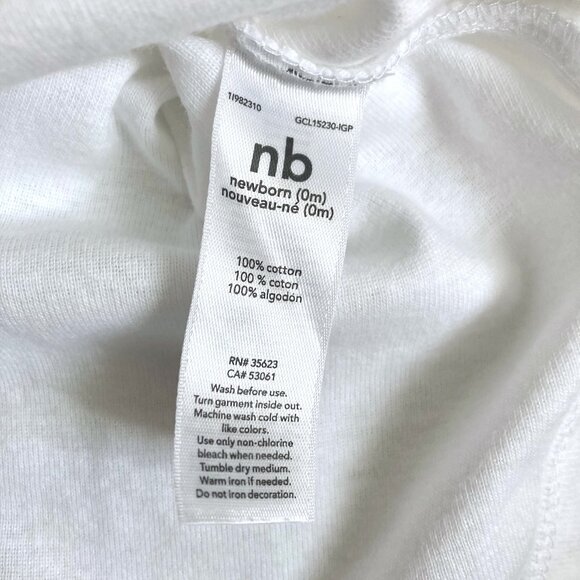 1I982310 GCL15230-IGP
nb
newborn (0m)
nouveau-né (0m)
100% cotton
100 % coton
100% algodón
RN# 35623
CA# 53061
Wash before use.
Turn garment inside out.
Machine wash cold with
like colors.
Use only non-chlorine
bleach when needed.
Tumble dry medium.
Warm iron if needed.
Do not iron decoration.